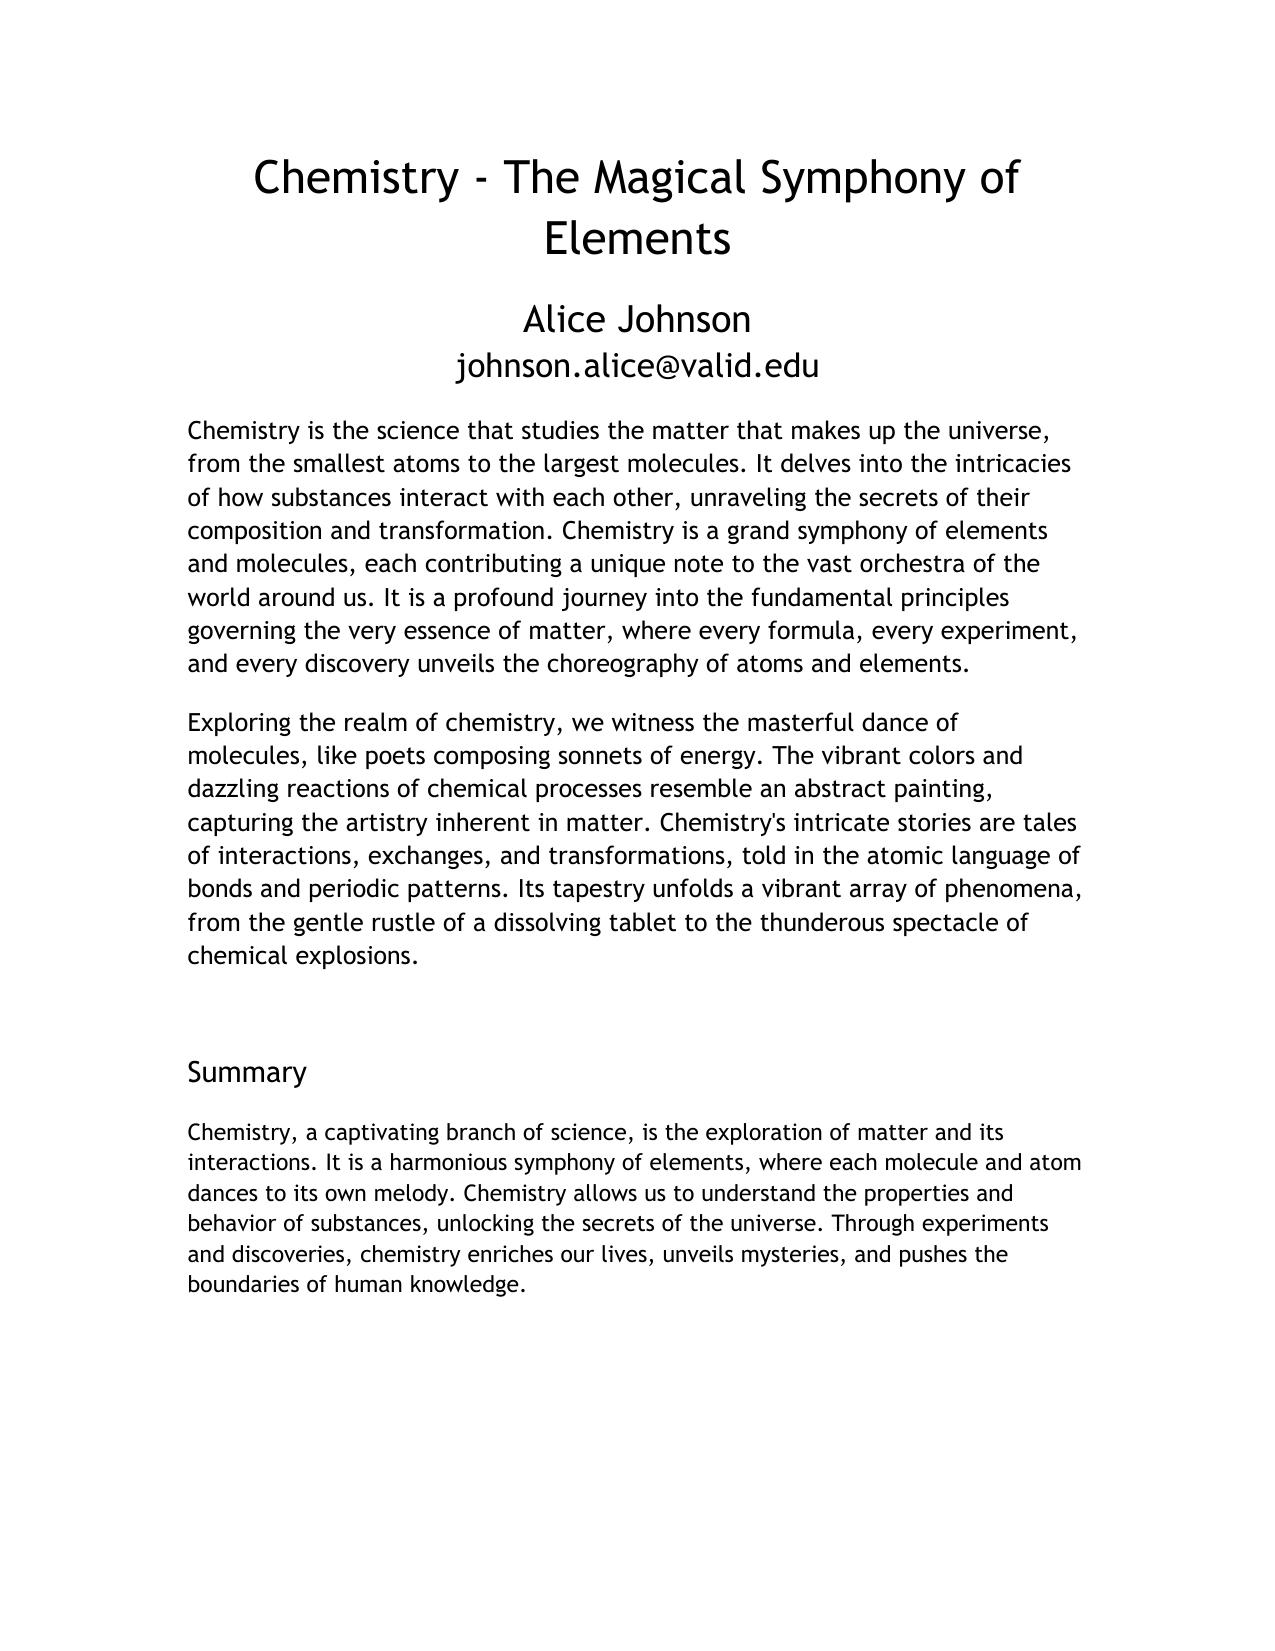 Chemistry - The Magical Symphony of
Elements
Alice Johnson
johnson.alice@valid.edu
Chemistry is the science that studies the matter that makes up the universe,
from the smallest atoms to the largest molecules. It delves into the intricacies
of how substances interact with each other, unraveling the secrets of their
composition and transformation. Chemistry is a grand symphony of elements
and molecules, each contributing a unique note to the vast orchestra of the
world around us. It is a profound journey into the fundamental principles
governing the very essence of matter, where every formula, every experiment,
and every discovery unveils the choreography of atoms and elements.
Exploring the realm of chemistry, we witness the masterful dance of
molecules, like poets composing sonnets of energy. The vibrant colors and
dazzling reactions of chemical processes resemble an abstract painting,
capturing the artistry inherent in matter. Chemistry's intricate stories are tales
of interactions, exchanges, and transformations, told in the atomic language of
bonds and periodic patterns. Its tapestry unfolds a vibrant array of phenomena,
from the gentle rustle of a dissolving tablet to the thunderous spectacle of
chemical explosions.
Summary
Chemistry, a captivating branch of science, is the exploration of matter and its
interactions. It is a harmonious symphony of elements, where each molecule and atom
dances to its own melody. Chemistry allows us to understand the properties and
behavior of substances, unlocking the secrets of the universe. Through experiments
and discoveries, chemistry enriches our lives, unveils mysteries, and pushes the
boundaries of human knowledge.